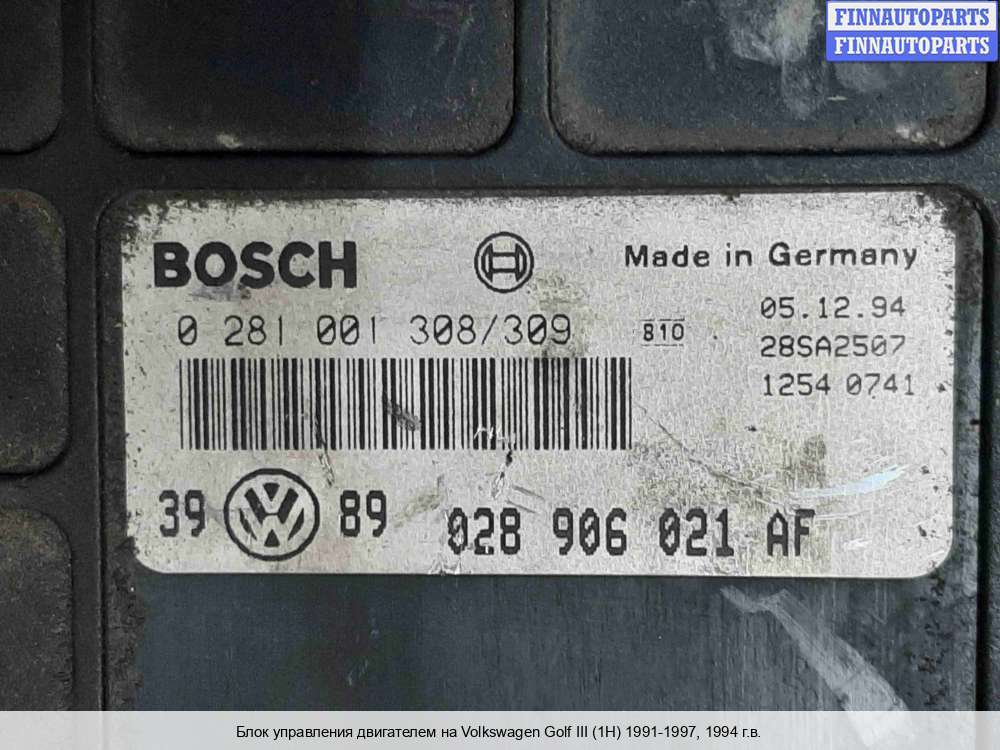 FINNAUTOPARTS
FINNAUTOPARTS
BOSCH
Made in Germany
0 281 001 308/309
810
05.12.94
28SA2507
1254 0741
39 89
028 906 021 AF
Блок управления двигателем на Volkswagen Golf III (1H) 1991-1997, 1994 г.в.